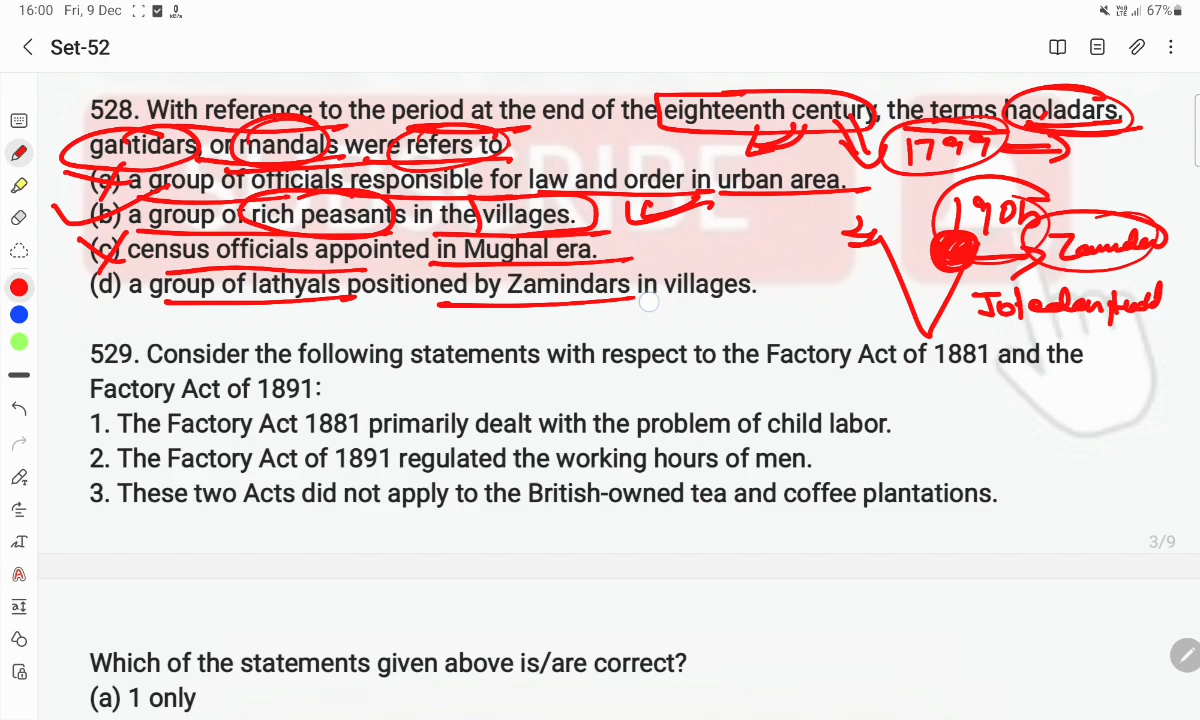 16:00 Fri, 9 Dec 0 kB/s 67%
Set-52
528. With reference to the period at the end of the eighteenth century, the terms haoladars,
1799
gantidars, or mandals were refers to
(a) a group of officials responsible for law and order in urban area.
(b) a group of rich peasants in the villages.
Zamindar
(c) census officials appointed in Mughal era.
(d) a group of lathyals positioned by Zamindars in villages.
529. Consider the following statements with respect to the Factory Act of 1881 and the
Factory Act of 1891:
1. The Factory Act 1881 primarily dealt with the problem of child labor.
2. The Factory Act of 1891 regulated the working hours of men.
3. These two Acts did not apply to the British-owned tea and coffee plantations.
3/9
Which of the statements given above is/are correct?
(a) 1 only